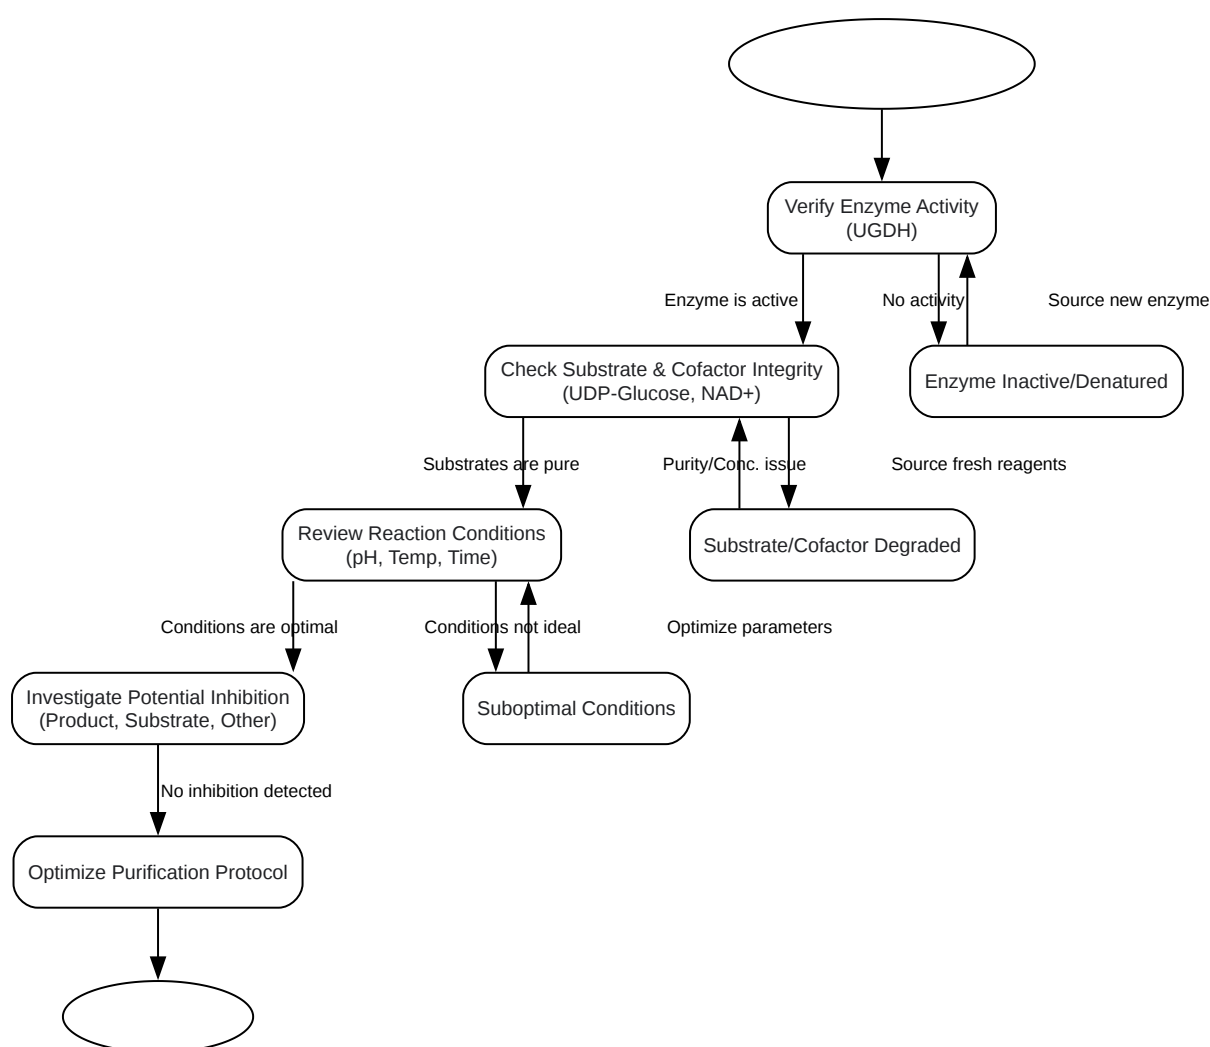 Verify Enzyme Activity
(UGDH)
Enzyme is active
No activity
Source new enzyme
Check Substrate & Cofactor Integrity
(UDP-Glucose, NAD+)
Enzyme Inactive/Denatured
Substrates are pure
Purity/Conc. issue
Source fresh reagents
Review Reaction Conditions
(pH, Temp, Time)
Substrate/Cofactor Degraded
Conditions are optimal
Conditions not ideal
Optimize parameters
Investigate Potential Inhibition
(Product, Substrate, Other)
Suboptimal Conditions
No inhibition detected
Optimize Purification Protocol